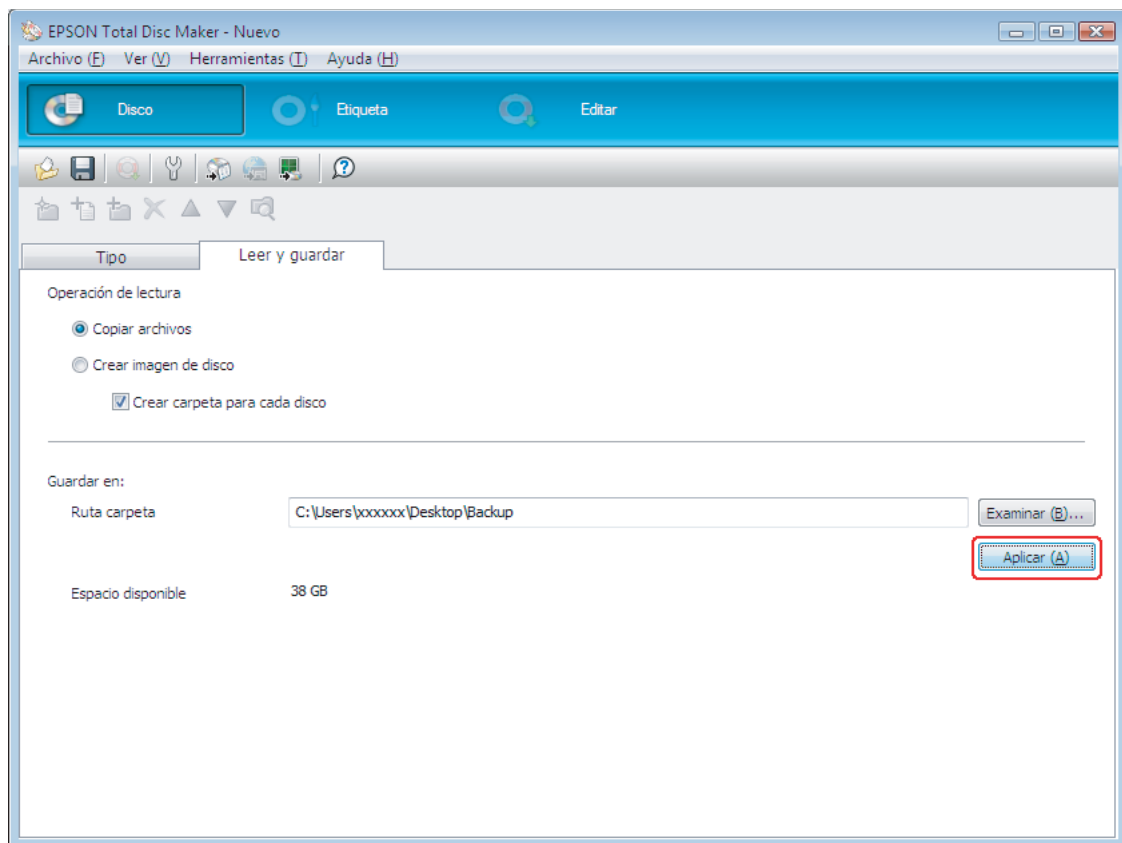 EPSON Total Disc Maker - Nuevo
Archivo (F) Ver (V) Herramientas (T) Ayuda (H)
Disco Etiqueta Editar
Tipo Leer y guardar
Operación de lectura
Copiar archivos
Crear imagen de disco
Crear carpeta para cada disco
Guardar en:
Ruta carpeta C:\Users\xxxxxx\Desktop\Backup Examinar (B)...
Aplicar (A)
Espacio disponible 38 GB